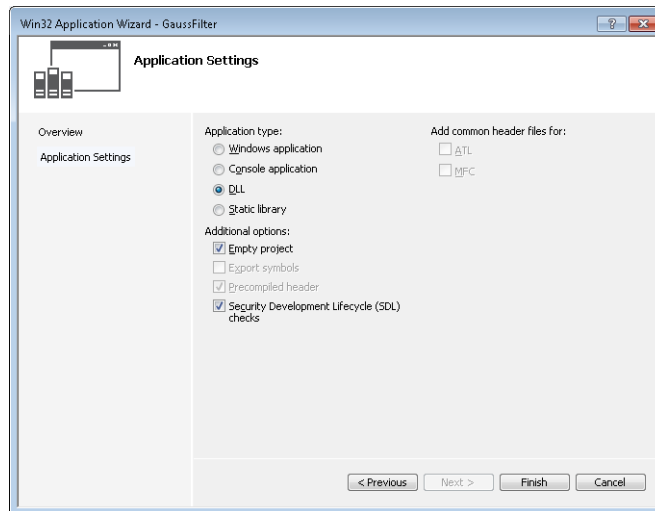 Win32 Application Wizard - GaussFilter
Application Settings
Overview
Application Settings
Application type:
Windows application
Console application
DLL
Static library
Additional options:
Empty project
Export symbols
Precompiled header
Security Development Lifecycle (SDL)
checks
Add common header files for:
ATL
MFC
< Previous
Next >
Finish
Cancel